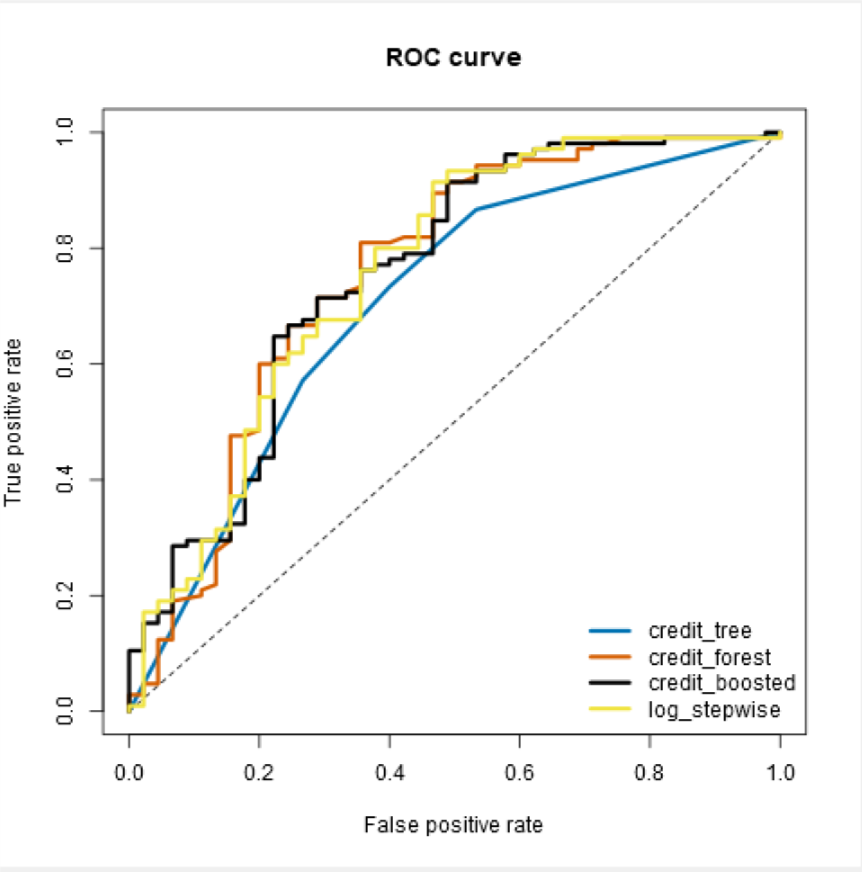 ROC curve
True positive rate
1.0
0.8
0.6
0.4
0.2
0.0
credit_tree
credit_forest
credit_boosted
log_stepwise
0.0 0.2 0.4 0.6 0.8 1.0
False positive rate